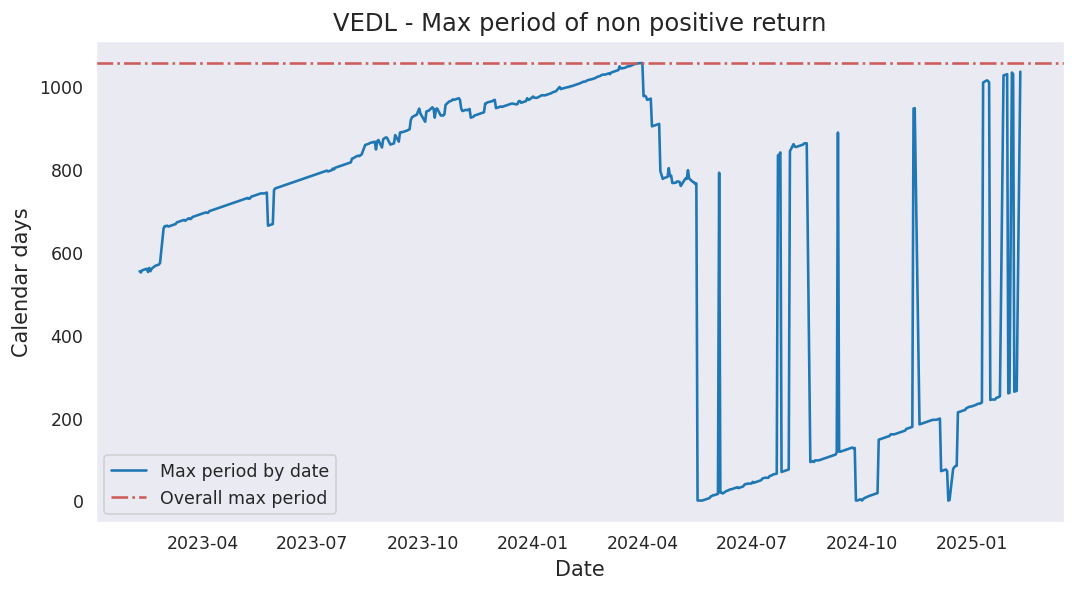 VEDL - Max period of non positive return
Calendar days
1000
800
600
400
200
0
Max period by date
Overall max period
2023-04
2023-07
2023-10
2024-01
2024-04
2024-07
2024-10
2025-01
Date